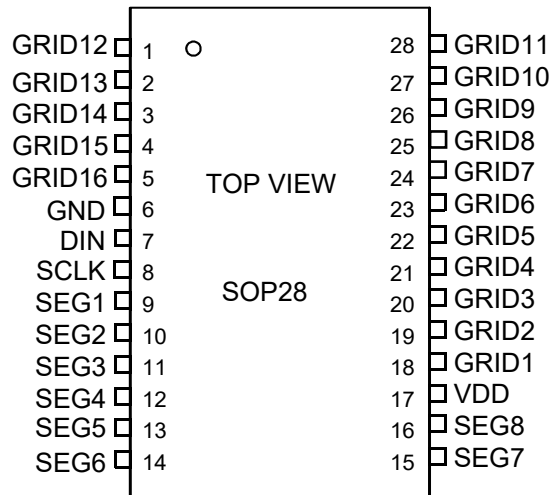 GRID12 1 28 GRID11
GRID13 2 27 GRID10
GRID14 3 26 GRID9
GRID15 4 25 GRID8
GRID16 5 TOP VIEW 24 GRID7
GND 6 23 GRID6
DIN 7 22 GRID5
SCLK 8 21 GRID4
SEG1 9 SOP28 20 GRID3
SEG2 10 19 GRID2
SEG3 11 18 GRID1
SEG4 12 17 VDD
SEG5 13 16 SEG8
SEG6 14 15 SEG7